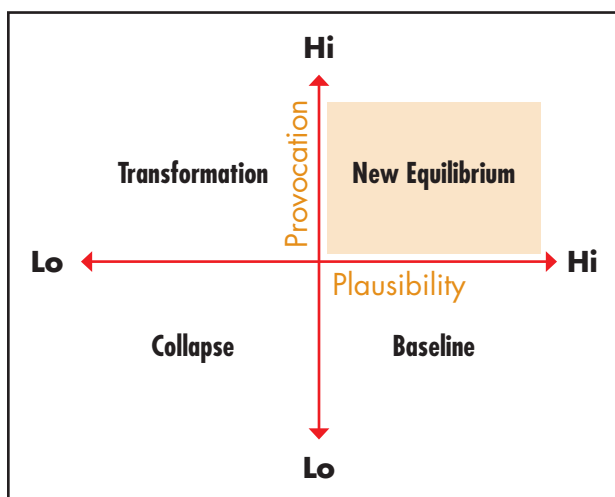 Hi
Provocation
Transformation
New Equilibrium
Lo
Hi
Plausibility
Collapse
Baseline
Lo